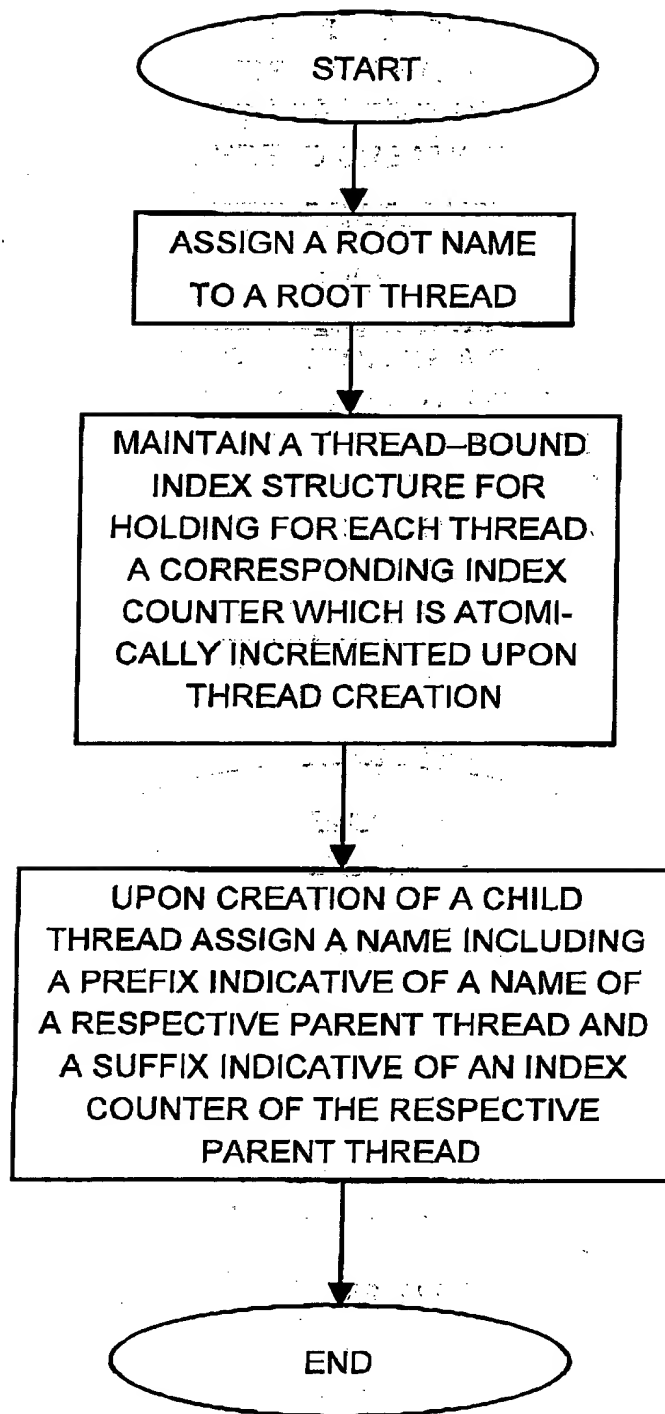 START
ASSIGN A ROOT NAME
TO A ROOT THREAD
MAINTAIN A THREAD–BOUND
INDEX STRUCTURE FOR
HOLDING FOR EACH THREAD
A CORRESPONDING INDEX
COUNTER WHICH IS ATOMI-
CALLY INCREMENTED UPON
THREAD CREATION
UPON CREATION OF A CHILD
THREAD ASSIGN A NAME INCLUDING
A PREFIX INDICATIVE OF A NAME OF
A RESPECTIVE PARENT THREAD AND
A SUFFIX INDICATIVE OF AN INDEX
COUNTER OF THE RESPECTIVE
PARENT THREAD
END